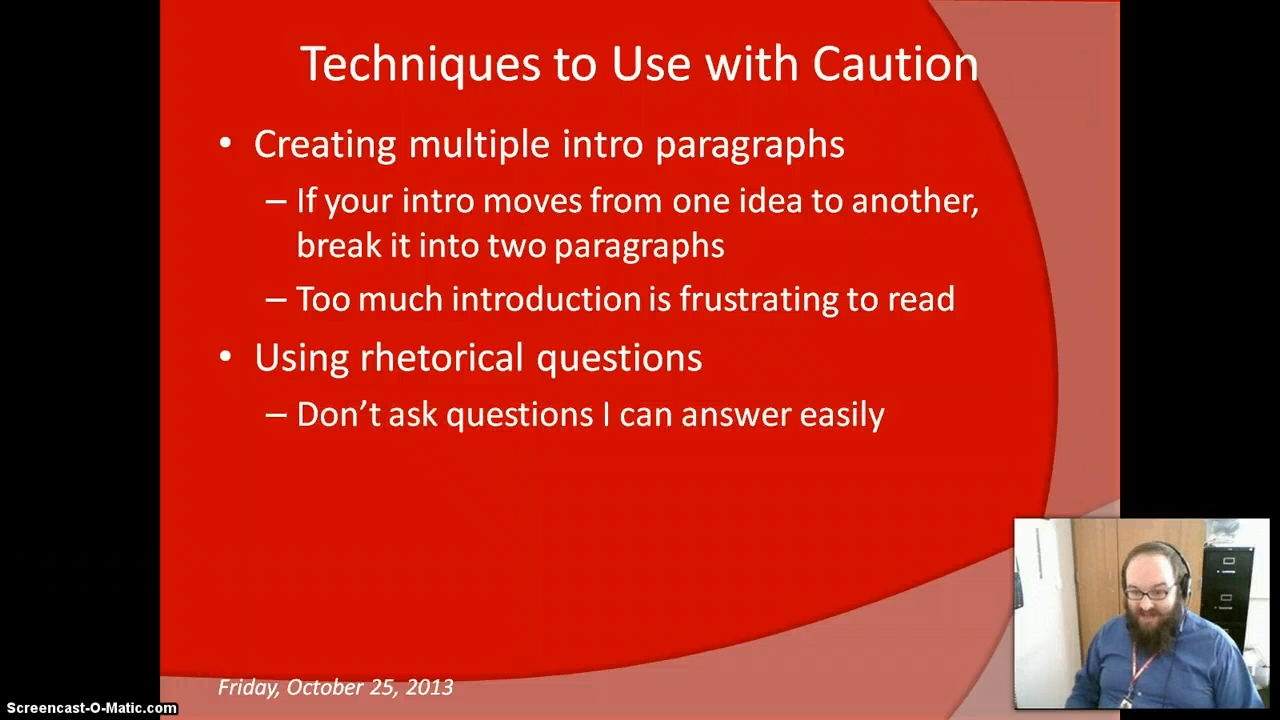 Techniques to Use with Caution
• Creating multiple intro paragraphs
– If your intro moves from one idea to another,
break it into two paragraphs
– Too much introduction is frustrating to read
• Using rhetorical questions
– Don’t ask questions I can answer easily
Friday, October 25, 2013
Screencast-O-Matic.com